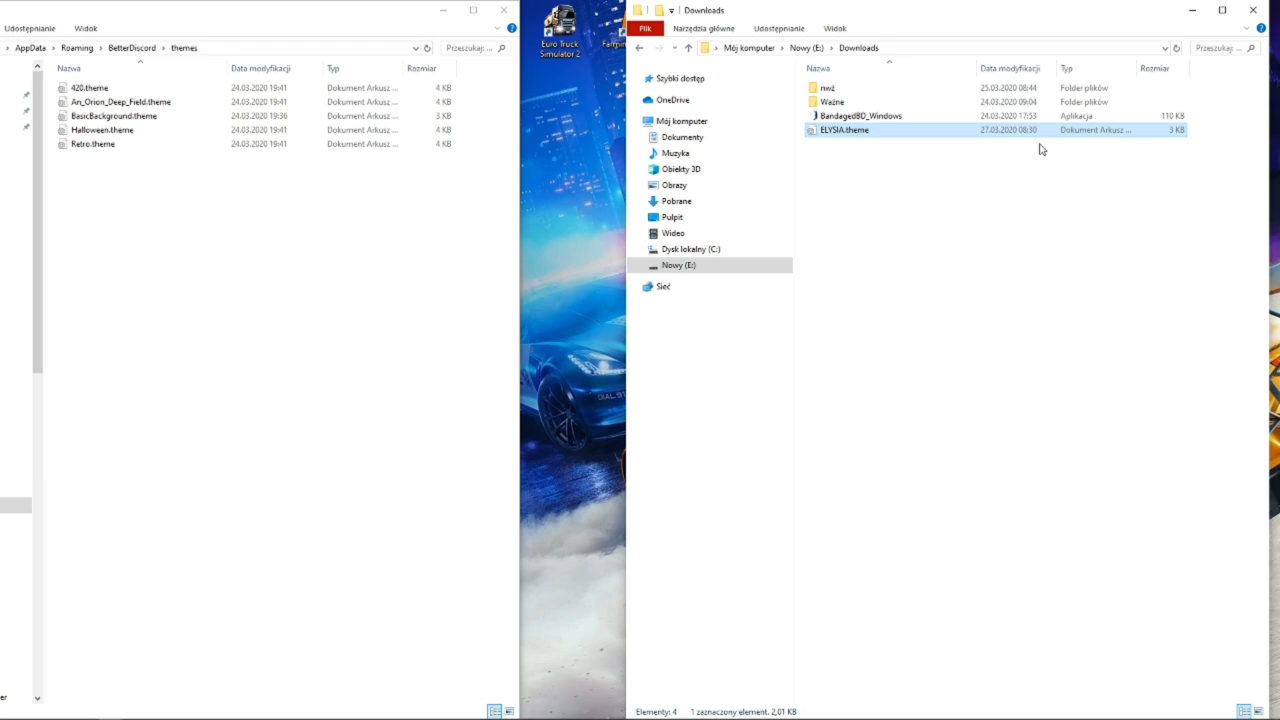 Udostępnianie Widok
AppData > Roaming > BetterDiscord > themes
Przeszukaj: ...
Nazwa Data modyfikacji Typ Rozmiar
420.theme 24.03.2020 19:41 Dokument Arkusz ... 4 KB
An_Orion_Deep_Field.theme 24.03.2020 19:41 Dokument Arkusz ... 4 KB
BasicBackground.theme 24.03.2020 19:36 Dokument Arkusz ... 3 KB
Halloween.theme 24.03.2020 19:41 Dokument Arkusz ... 4 KB
Retro.theme 24.03.2020 19:41 Dokument Arkusz ... 4 KB
er
Euro Truck
Simulator 2
Farmin
DIAL.91
Downloads
Plik Narzędzia główne Udostępnianie Widok
Mój komputer > Nowy (E:) > Downloads
Przeszukaj: ...
Szybki dostęp
OneDrive
Mój komputer
Dokumenty
Muzyka
Obiekty 3D
Obrazy
Pobrane
Pulpit
Wideo
Dysk lokalny (C:)
Nowy (E:)
Sieć
Nazwa Data modyfikacji Typ Rozmiar
nwż 25.03.2020 08:44 Folder plików
Ważne 24.03.2020 09:04 Folder plików
BandagedBD_Windows 24.03.2020 17:53 Aplikacja 110 KB
ELYSIA.theme 27.03.2020 08:30 Dokument Arkusz ... 3 KB
Elementy: 4 1 zaznaczony element. 2,01 KB